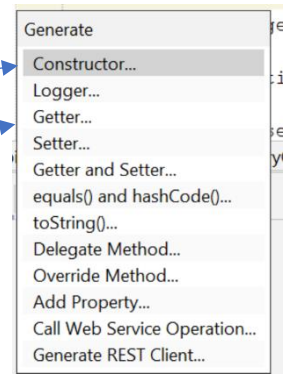 Generate
Constructor...
Logger...
Getter...
Setter...
Getter and Setter...
equals() and hashCode()...
toString()...
Delegate Method...
Override Method...
Add Property...
Call Web Service Operation...
Generate REST Client...